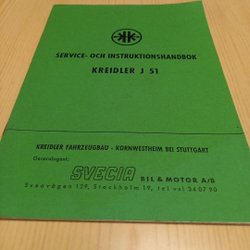 SERVICE- OCH INSTRUKTIONSHANDBOK
KREIDLER J 51
KREIDLER FAHRZEUGBAU - KORNWESTHEIM BEI STUTTGART
Generalagent:
SVECIA BIL & MOTOR A/B
Sveavägen 129, Stockholm 19, tel vxl 34 07 90